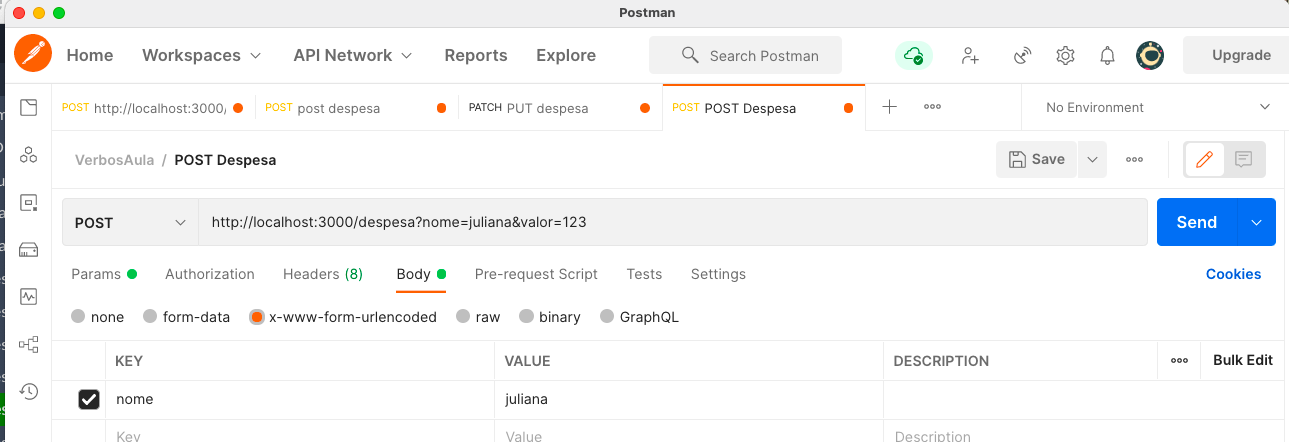 Postman
Home Workspaces API Network Reports Explore Search Postman Upgrade
POST http://localhost:3000/ POST post despesa PATCH PUT despesa POST POST Despesa No Environment
VerbosAula / POST Despesa Save
POST http://localhost:3000/despesa?nome=juliana&valor=123 Send
Params Authorization Headers (8) Body Pre-request Script Tests Settings Cookies
none form-data x-www-form-urlencoded raw binary GraphQL
KEY VALUE DESCRIPTION Bulk Edit
nome juliana
Key Value Description